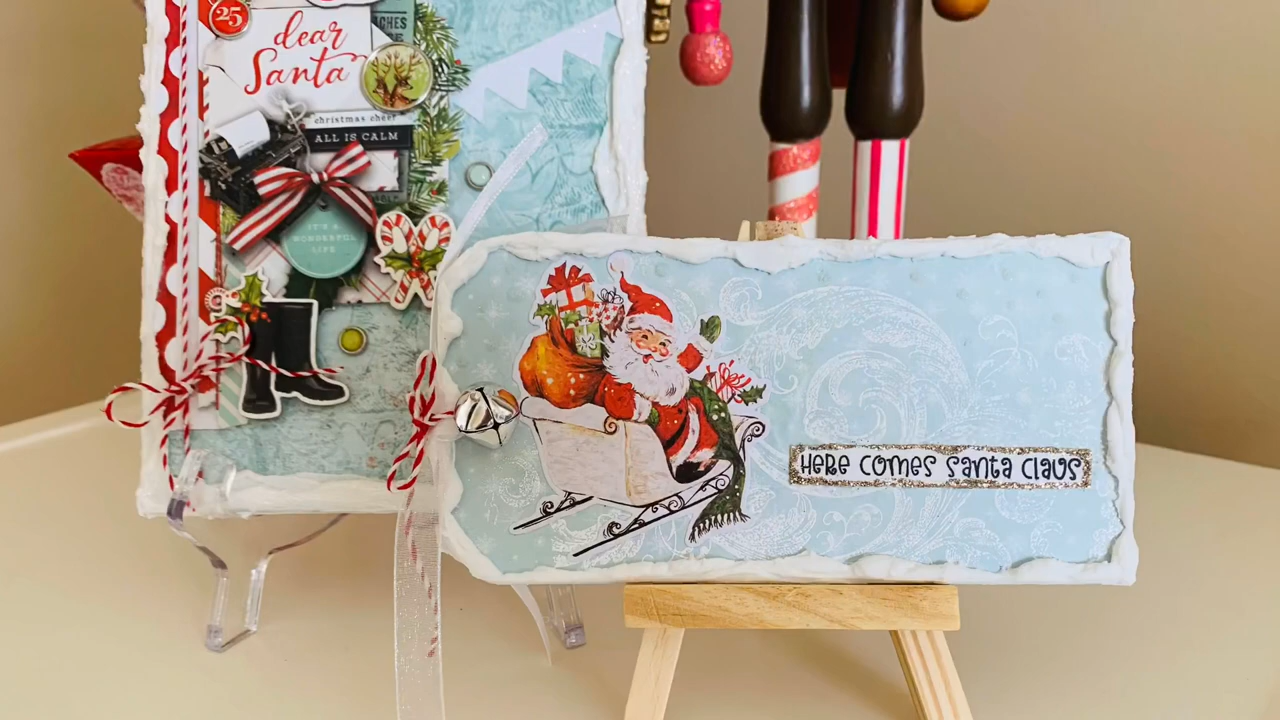 25
dear
Santa
christmas cheer
ALL IS CALM
IT'S A
WONDERFUL
LIFE
HERE COMES SANTA CLAUS